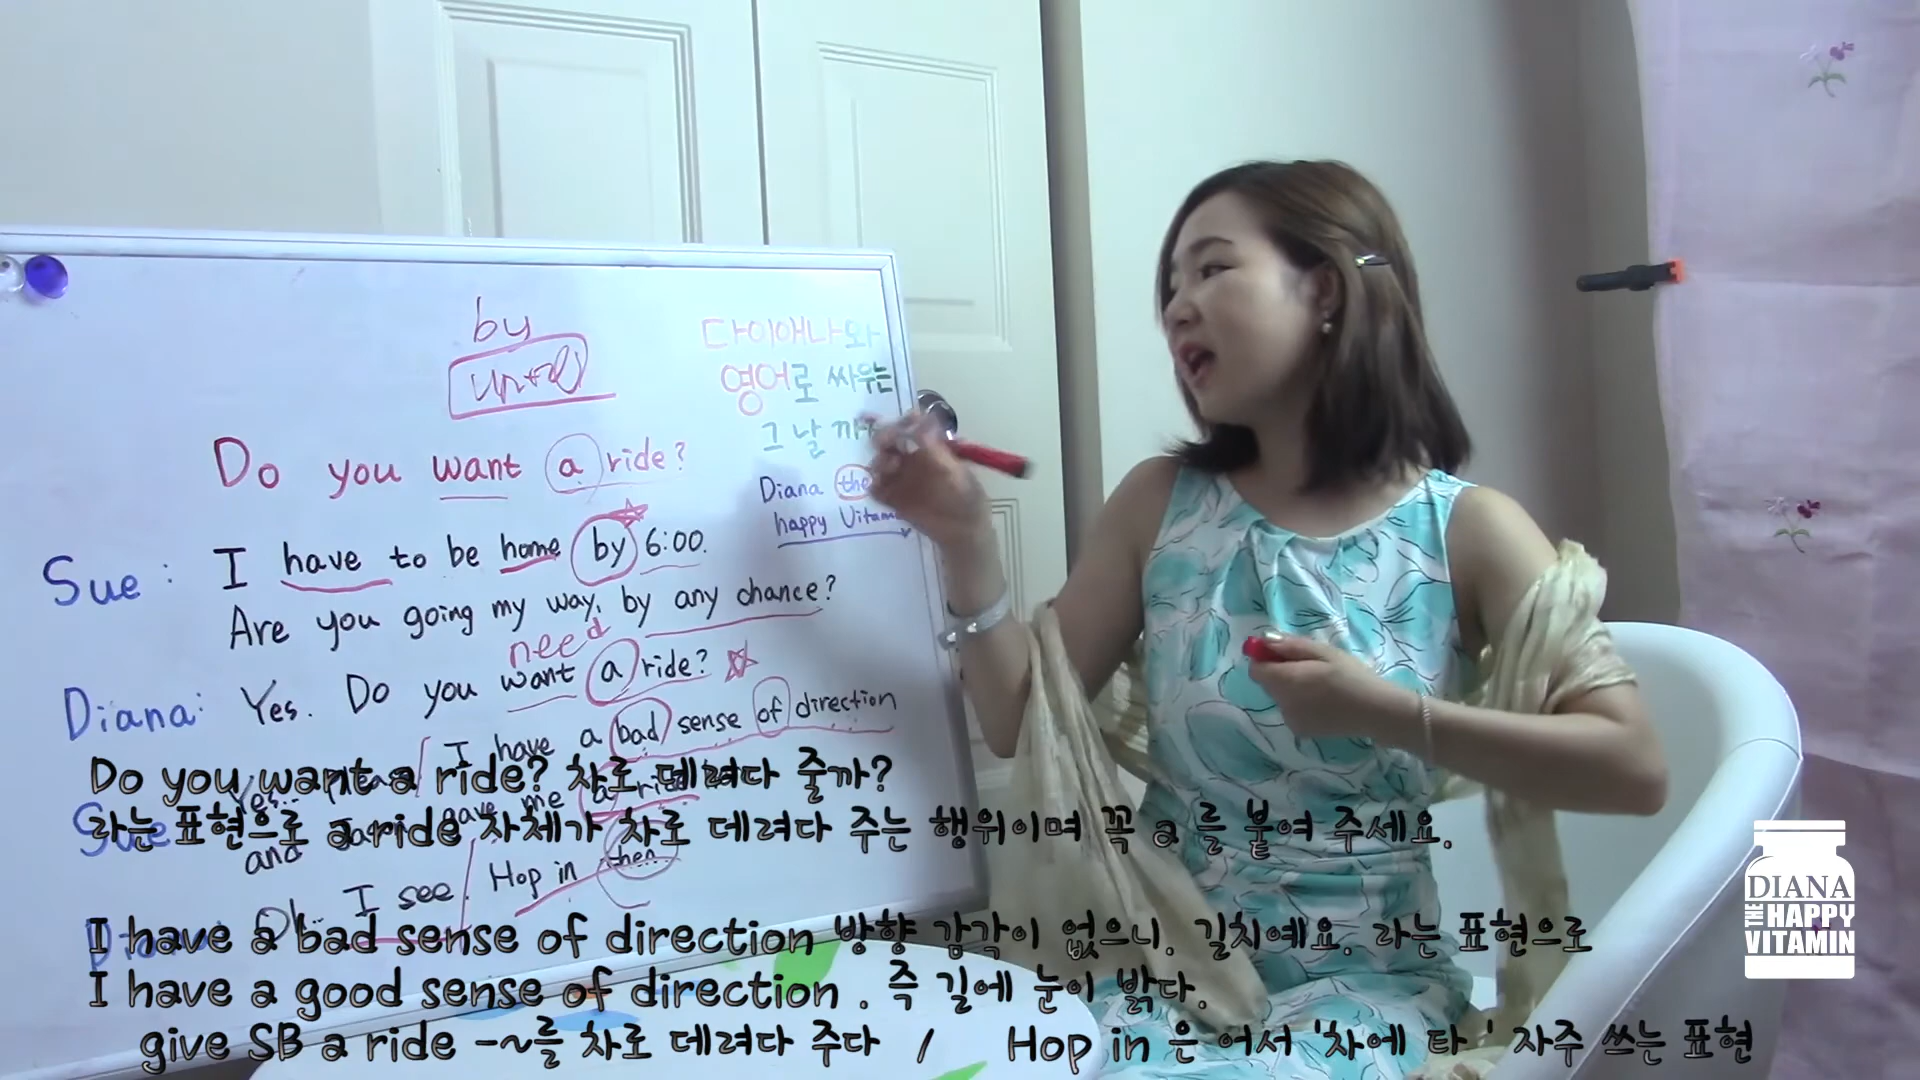 by
until
다이애나와
영어로 싸우는
그 날 까지
Do you want a ride?
Diana the
happy Vitamin
Sue : I have to be home by 6:00.
Are you going my way, by any chance?
need
Diana: Yes. Do you want a ride?
I have a bad sense of direction
Sue Yes..
and gave me a
Oh.. I see. Hop in then.
Do you want a ride? 차로 데려다 줄까?
라는 표현으로 a ride 자체가 차로 데려다 주는 행위이며 꼭 a 를 붙여 주세요.
I have a bad sense of direction 방향 감각이 없으니. 길치예요. 라는 표현으로
I have a good sense of direction . 즉 길에 눈이 밝다.
give SB a ride -~를 차로 데려다 주다 / Hop in 은 어서 '차에 타 ' 자주 쓰는 표현
DIANA
THE HAPPY
VITAMIN